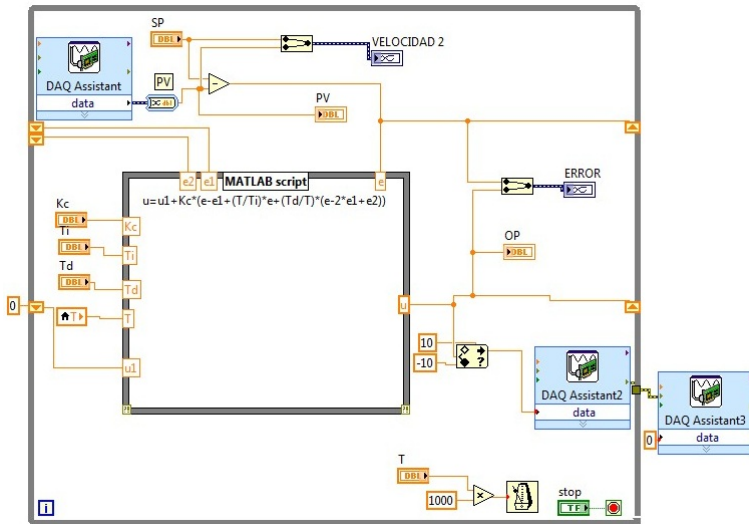 SP
DBL
VELOCIDAD 2
DAQ Assistant
data
PV
PV
DBL
e2 e1 MATLAB script e
u=u1+Kc*(e-e1+(T/Ti)*e+(Td/T)*(e-2*e1+e2))
ERROR
Kc
DBL
Kc
Ti
DBL
Ti
Td
DBL
Td
OP
DBL
0
T
T
u
u1
10
-10
?
DAQ Assistant2
data
DAQ Assistant3
0
data
T
DBL
1000
stop
TF
i